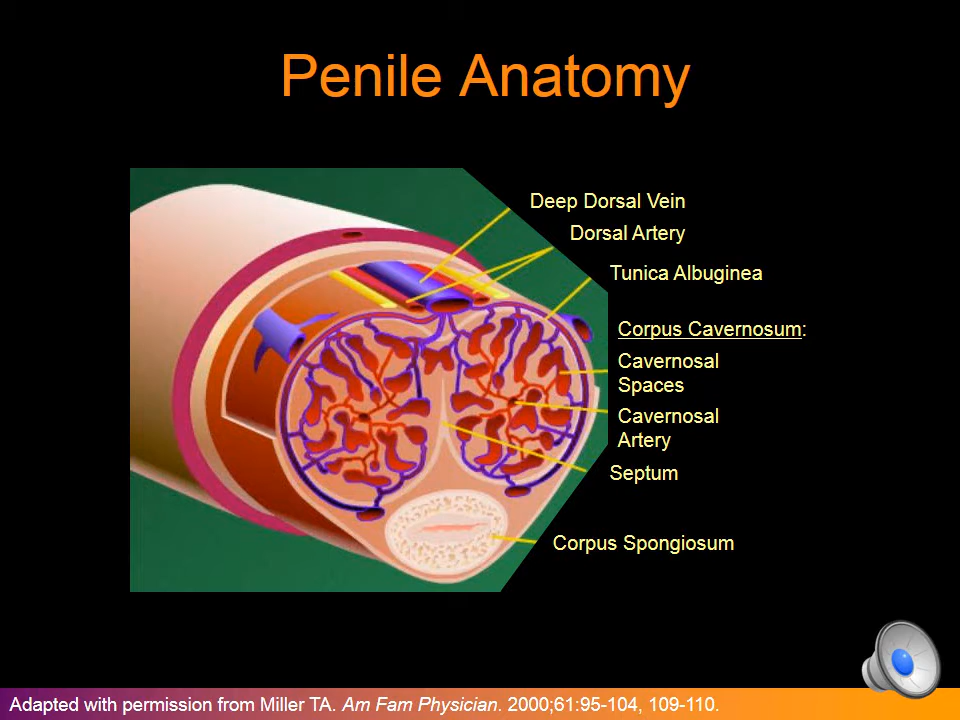 Penile Anatomy
Deep Dorsal Vein
Dorsal Artery
Tunica Albuginea
Corpus Cavernosum:
Cavernosal
Spaces
Cavernosal
Artery
Septum
Corpus Spongiosum
Adapted with permission from Miller TA. Am Fam Physician. 2000;61:95-104, 109-110.